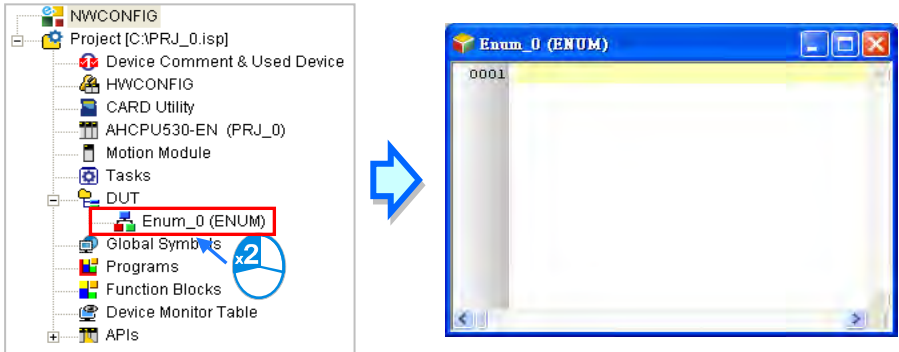 NWCONFIG
Project [C:\PRJ_0.isp]
Device Comment & Used Device
HWCONFIG
CARD Utility
AHCPU530-EN (PRJ_0)
Motion Module
Tasks
DUT
Enum_0 (ENUM)
Global Symbols
x2
Programs
Function Blocks
Device Monitor Table
APIs
Enum_0 (ENUM)
0001